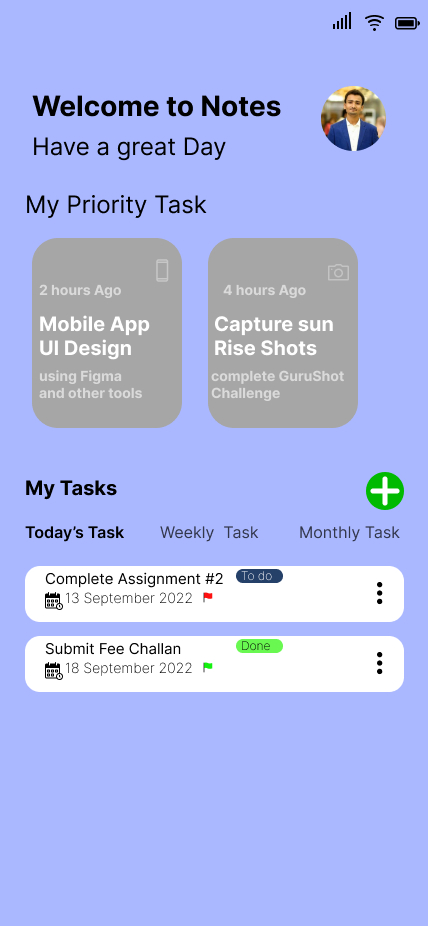 Welcome to Notes
Have a great Day
My Priority Task
2 hours Ago
Mobile App
UI Design
using Figma
and other tools
4 hours Ago
Capture sun
Rise Shots
complete GuruShot
Challenge
My Tasks
Today’s Task Weekly Task Monthly Task
Complete Assignment #2 To do
13 September 2022
Submit Fee Challan Done
18 September 2022